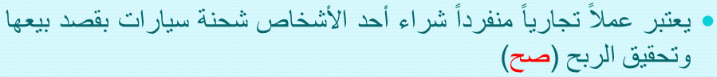 • يعتبر عملاً تجارياً منفرداً شراء أحد الأشخاص شحنة سيارات بقصد بيعها
وتحقيق الربح (صح)